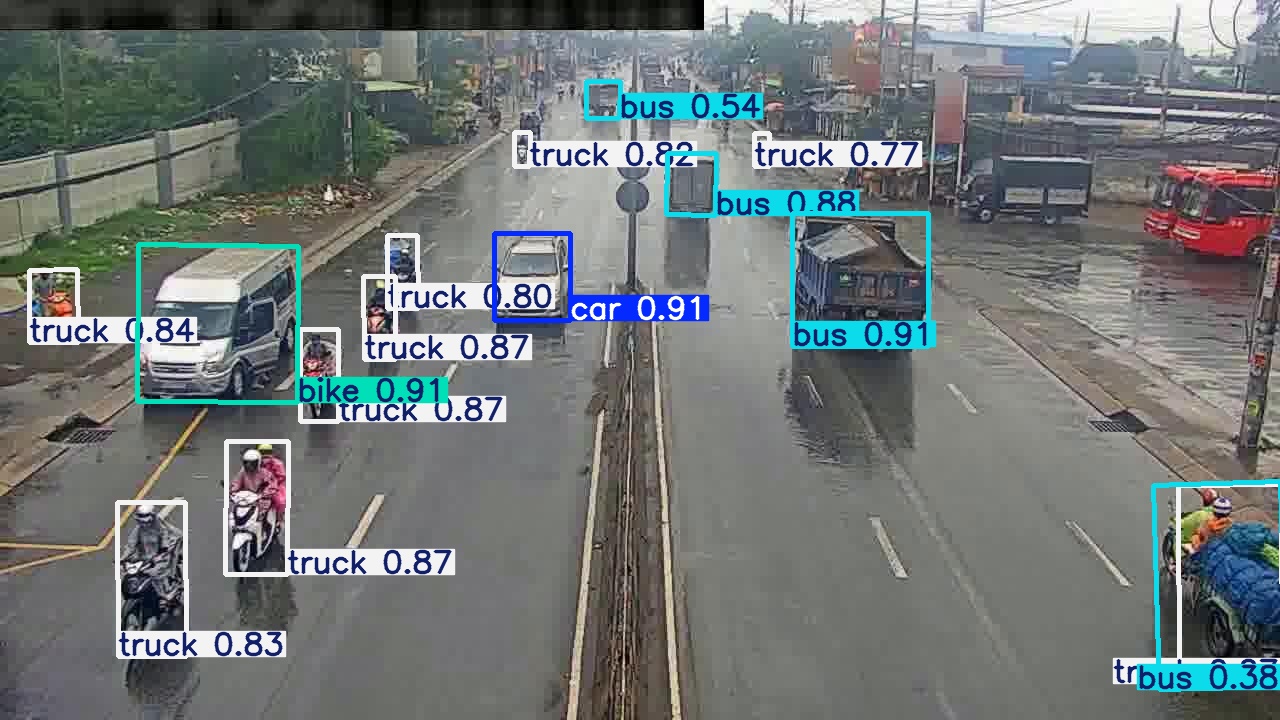 bus 0.54
truck 0.82
truck 0.77
bus 0.88
truck 0.80
car 0.91
truck 0.84
bus 0.91
truck 0.87
bike 0.91
truck 0.87
truck 0.87
truck 0.83
bus 0.38